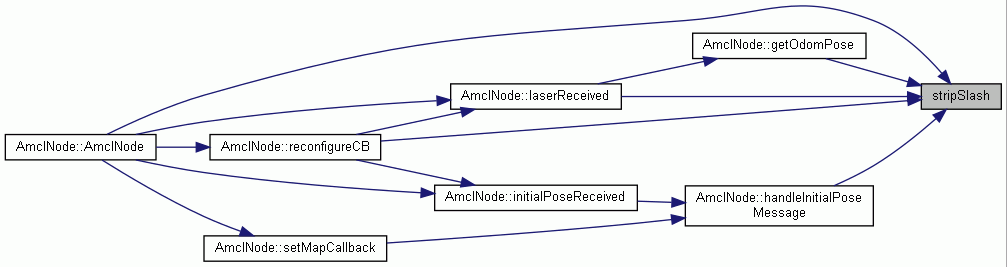 AmclNode::getOdomPose
AmclNode::laserReceived
stripSlash
AmclNode::AmclNode
AmclNode::reconfigureCB
AmclNode::initialPoseReceived
AmclNode::handleInitialPose
Message
AmclNode::setMapCallback